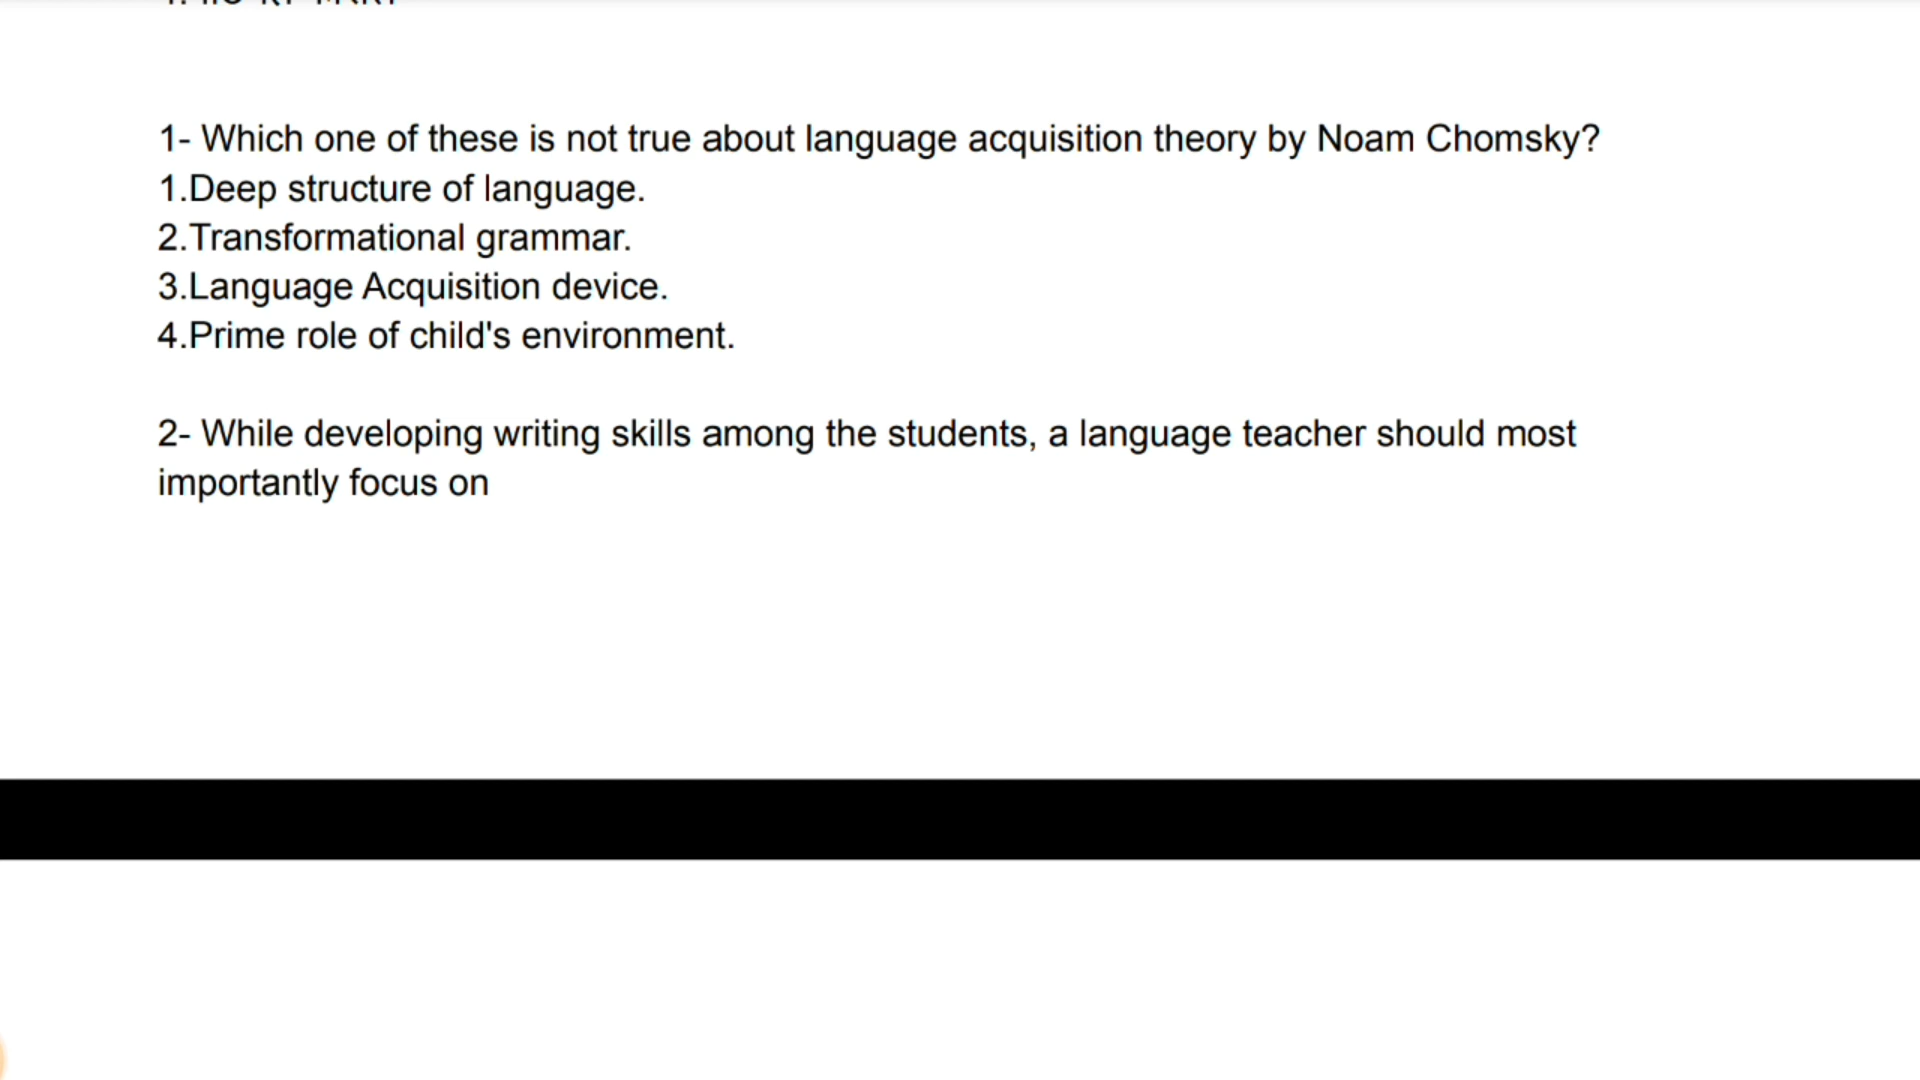 1- Which one of these is not true about language acquisition theory by Noam Chomsky?
1.Deep structure of language.
2.Transformational grammar.
3.Language Acquisition device.
4.Prime role of child's environment.
2- While developing writing skills among the students, a language teacher should most
importantly focus on